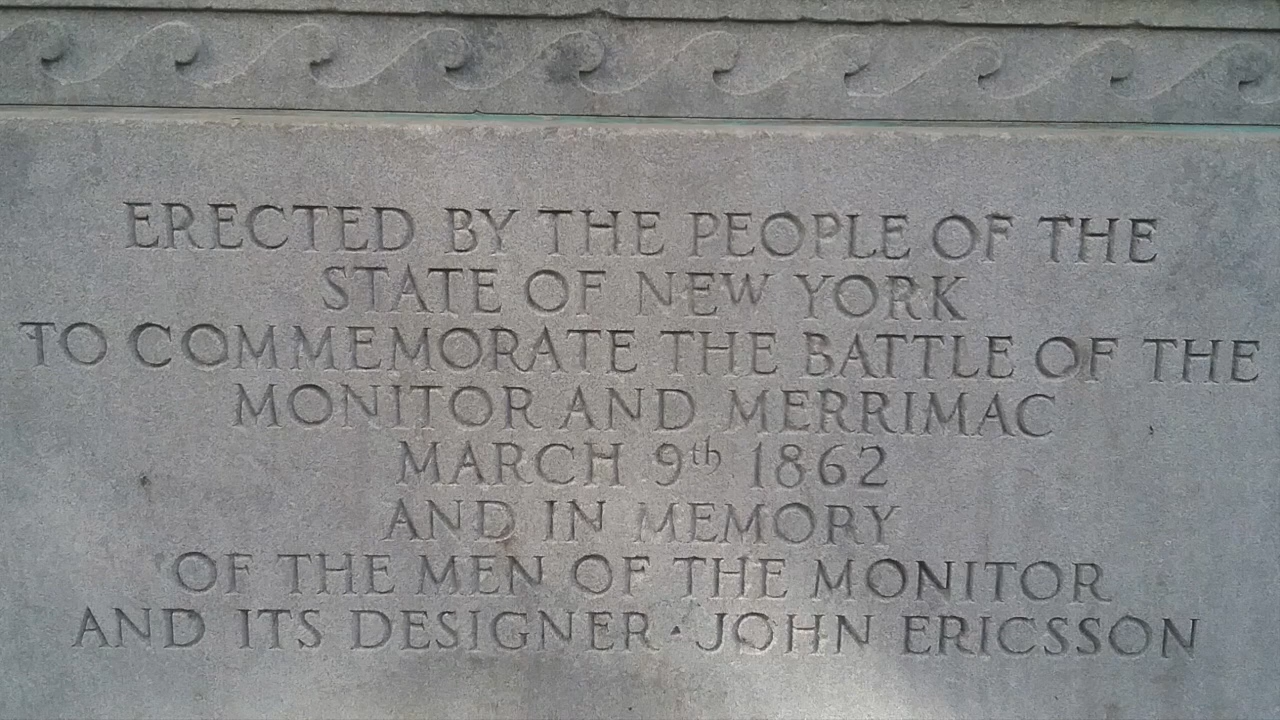 ERECTED BY THE PEOPLE OF THE
STATE OF NEW YORK
TO COMMEMORATE THE BATTLE OF THE
MONITOR AND MERRIMAC
MARCH 9th 1862
AND IN MEMORY
OF THE MEN OF THE MONITOR
AND ITS DESIGNER · JOHN ERICSSON